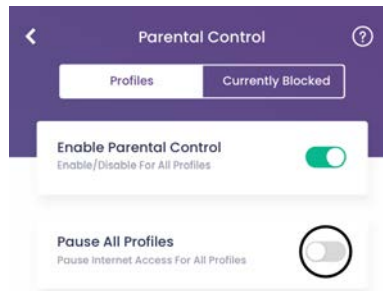 Parental Control
?
Profiles
Currently Blocked
Enable Parental Control
Enable/Disable For All Profiles
Pause All Profiles
Pause Internet Access For All Profiles